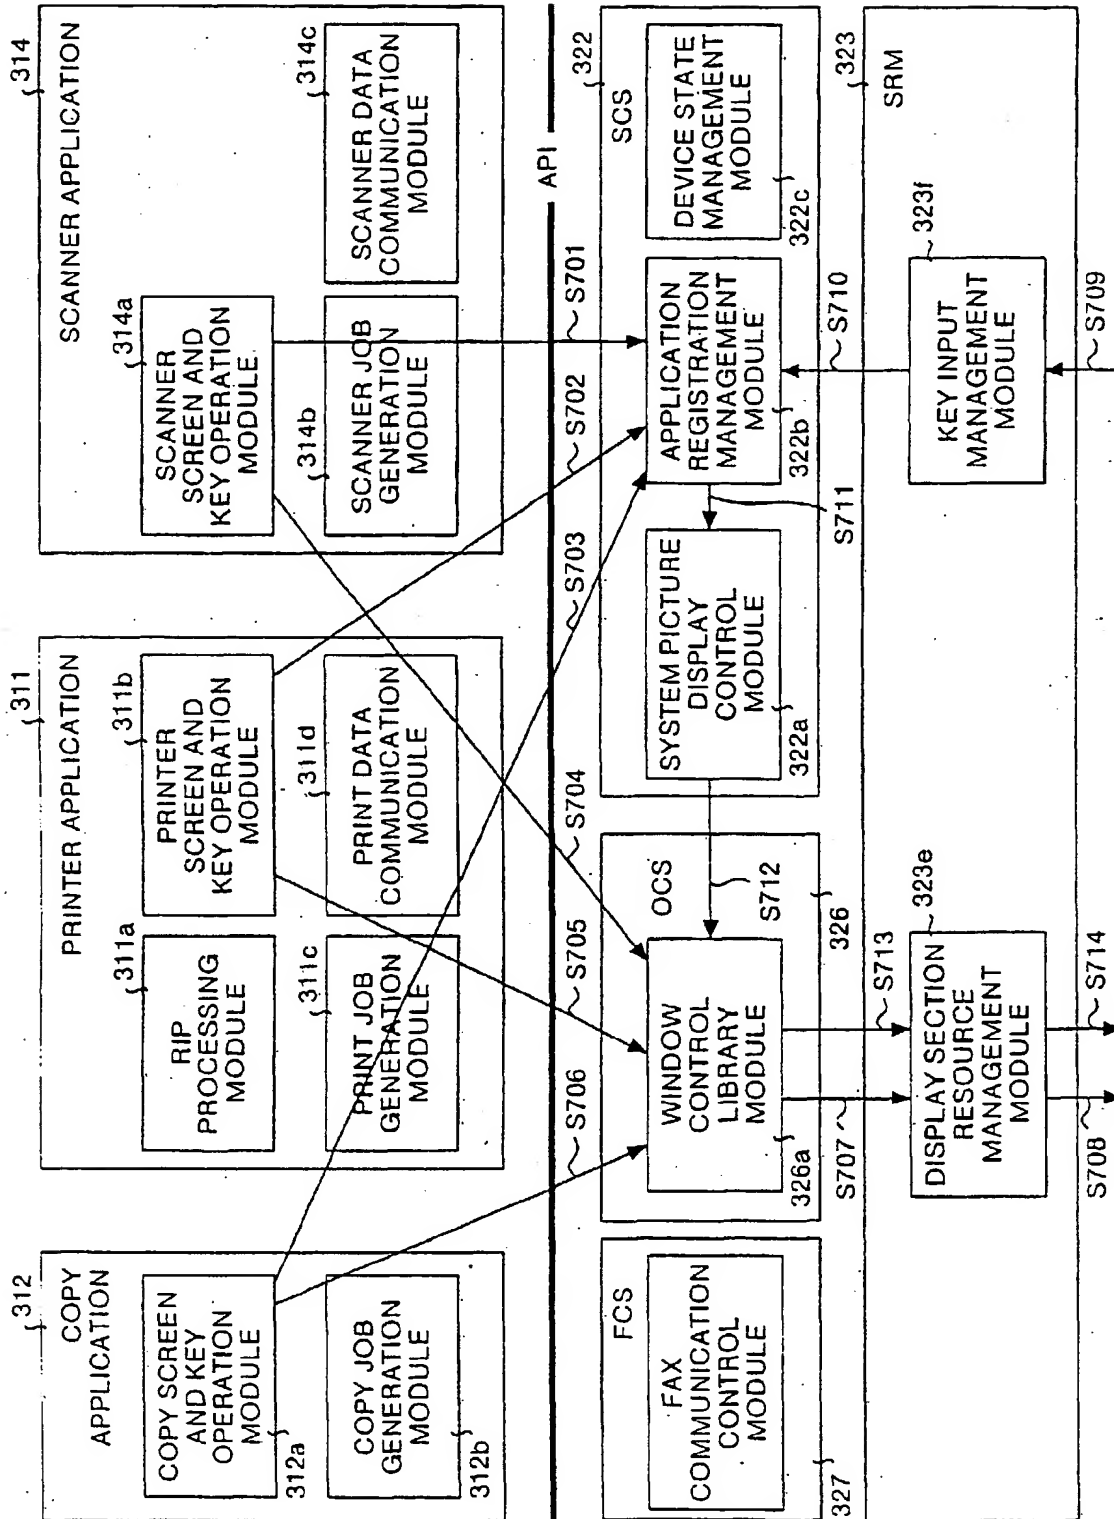 312
COPY
APPLICATION
COPY SCREEN
AND KEY
OPERATION
MODULE
312a
COPY JOB
GENERATION
MODULE
312b
311
PRINTER APPLICATION
311a
RIP
PROCESSING
MODULE
311b
PRINTER
SCREEN AND
KEY OPERATION
MODULE
311c
PRINT JOB
GENERATION
MODULE
311d
PRINT DATA
COMMUNICATION
MODULE
314
SCANNER APPLICATION
314a
SCANNER
SCREEN AND
KEY OPERATION
MODULE
314b
SCANNER JOB
GENERATION
MODULE
314c
SCANNER DATA
COMMUNICATION
MODULE
S706
S705
S704
S703
S702
S701
API
FCS
FAX
COMMUNICATION
CONTROL
MODULE
327
OCS
WINDOW
CONTROL
LIBRARY
MODULE
326a
S712
326
322
SCS
SYSTEM PICTURE
DISPLAY
CONTROL
MODULE
322a
APPLICATION
REGISTRATION
MANAGEMENT
MODULE
322b
DEVICE STATE
MANAGEMENT
MODULE
322c
S711
S707
S713
S710
323
SRM
323e
DISPLAY SECTION
RESOURCE
MANAGEMENT
MODULE
323f
KEY INPUT
MANAGEMENT
MODULE
S708
S714
S709